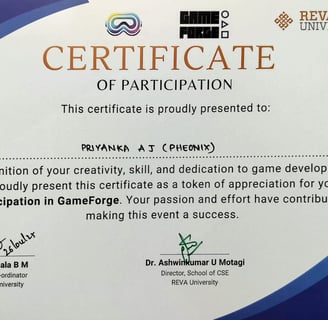 GAME
FORGE
REVA
UNIVER
CERTIFICATE
OF PARTICIPATION
This certificate is proudly presented to:
PRIYANKA A J (PHEONIX)
nition of your creativity, skill, and dedication to game develop
oudly present this certificate as a token of appreciation for yo
cipation in GameForge. Your passion and effort have contribu
making this event a success.
ala B M
Dr. Ashwinkumar U Motagi
o-ordinator
Director, School of CSE
niversity
REVA University